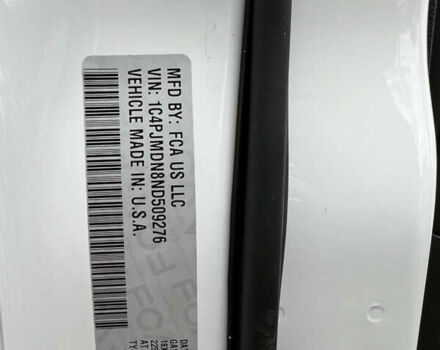 MFD BY: FCA US LLC
VIN: 1C4PJMDN8ND509276
VEHICLE MADE IN: U.S.A.